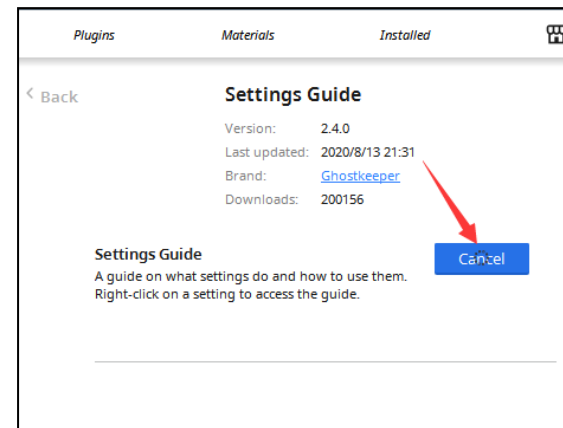 Plugins Materials Installed
< Back
Settings Guide
Version: 2.4.0
Last updated: 2020/8/13 21:31
Brand: Ghostkeeper
Downloads: 200156
Settings Guide
Cancel
A guide on what settings do and how to use them.
Right-click on a setting to access the guide.